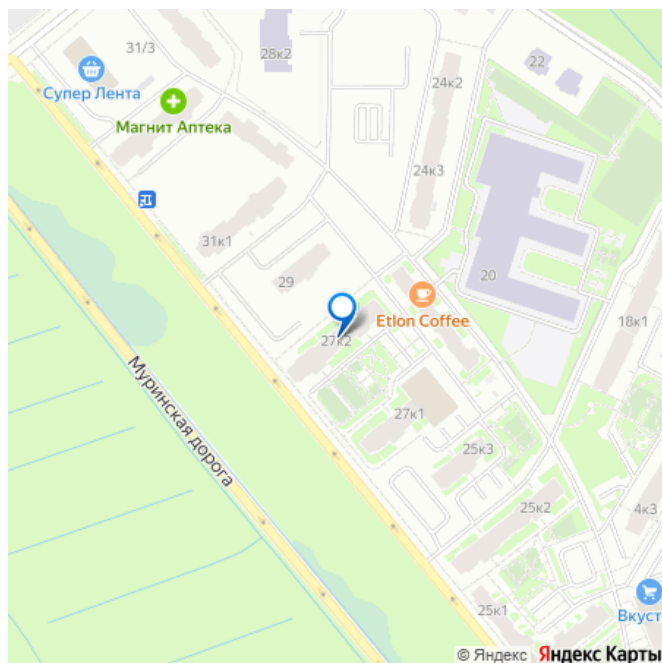 31/3
28к2
22
24к2
Супер Лента
Магнит Аптека
24к3
31к1
29
20
Etlon Coffee
18к1
27к2
Муринская дорога
27к1
25к3
25к2
4к3
25к1
Вкусте
© Яндекс Яндекс Карты